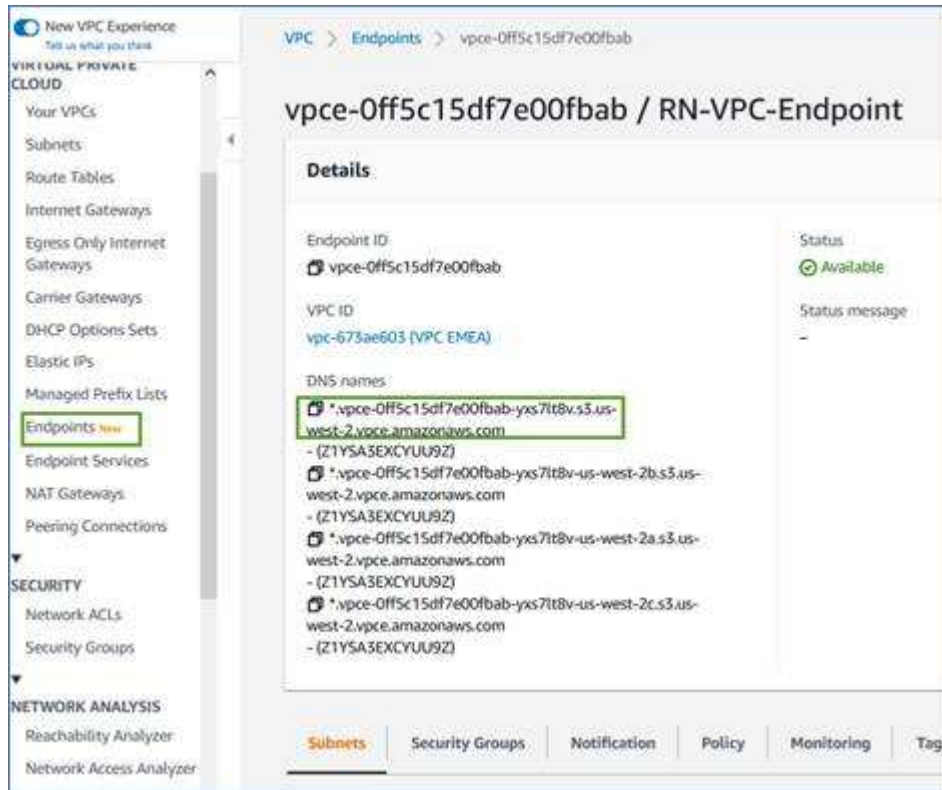 New VPC Experience
Tell us what you think
VIRTUAL PRIVATE
CLOUD
Your VPCs
Subnets
Route Tables
Internet Gateways
Egress Only Internet
Gateways
Carrier Gateways
DHCP Options Sets
Elastic IPs
Managed Prefix Lists
Endpoints New
Endpoint Services
NAT Gateways
Peering Connections
SECURITY
Network ACLs
Security Groups
NETWORK ANALYSIS
Reachability Analyzer
Network Access Analyzer
VPC > Endpoints > vpce-0ff5c15df7e00fbab
vpce-0ff5c15df7e00fbab / RN-VPC-Endpoint
Details
Endpoint ID
vpce-0ff5c15df7e00fbab
Status
Available
VPC ID
vpc-673ae603 (VPC EMEA)
Status message
-
DNS names
*.vpce-0ff5c15df7e00fbab-yxs7lt8v.s3.us-
west-2.vpce.amazonaws.com
- (Z1YSA3EXCYUU9Z)
*.vpce-0ff5c15df7e00fbab-yxs7lt8v-us-west-2b.s3.us-
west-2.vpce.amazonaws.com
- (Z1YSA3EXCYUU9Z)
*.vpce-0ff5c15df7e00fbab-yxs7lt8v-us-west-2a.s3.us-
west-2.vpce.amazonaws.com
- (Z1YSA3EXCYUU9Z)
*.vpce-0ff5c15df7e00fbab-yxs7lt8v-us-west-2c.s3.us-
west-2.vpce.amazonaws.com
- (Z1YSA3EXCYUU9Z)
Subnets Security Groups Notification Policy Monitoring Tag